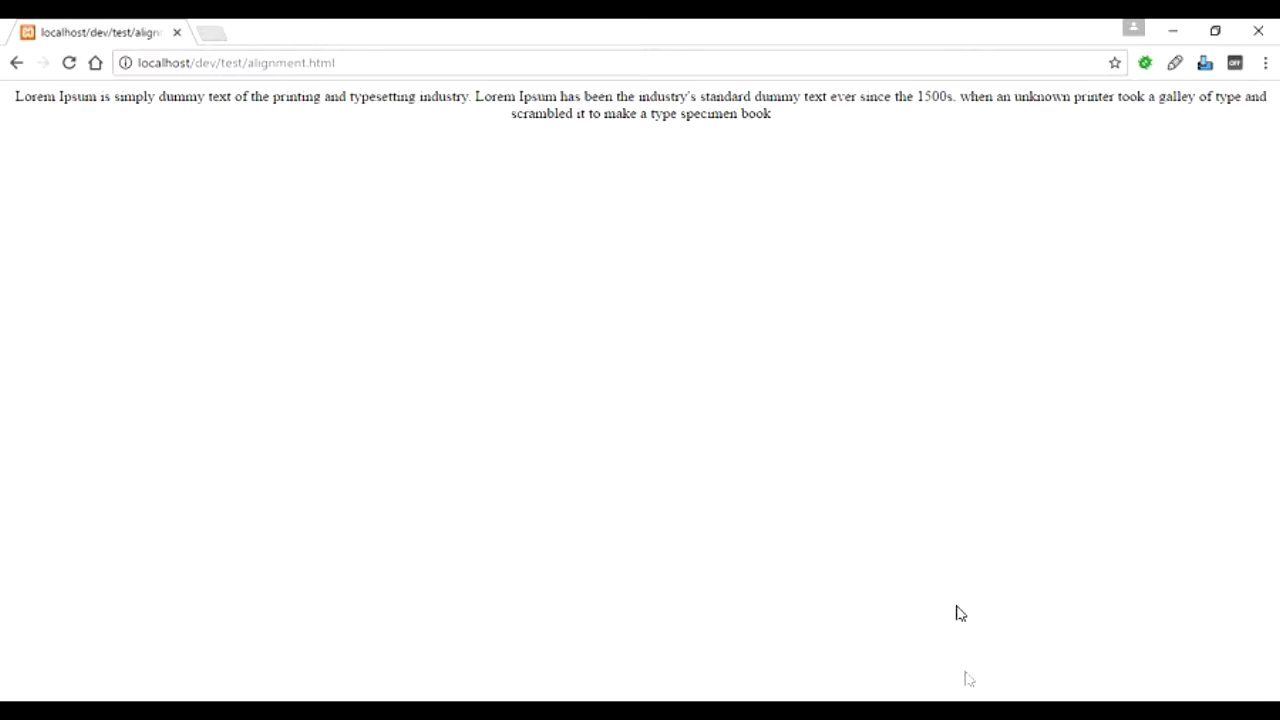 localhost/dev/test/align
localhost/dev/test/alignment.html
OFF
Lorem Ipsum is simply dummy text of the printing and typesetting industry. Lorem Ipsum has been the industry's standard dummy text ever since the 1500s, when an unknown printer took a galley of type and
scrambled it to make a type specimen book